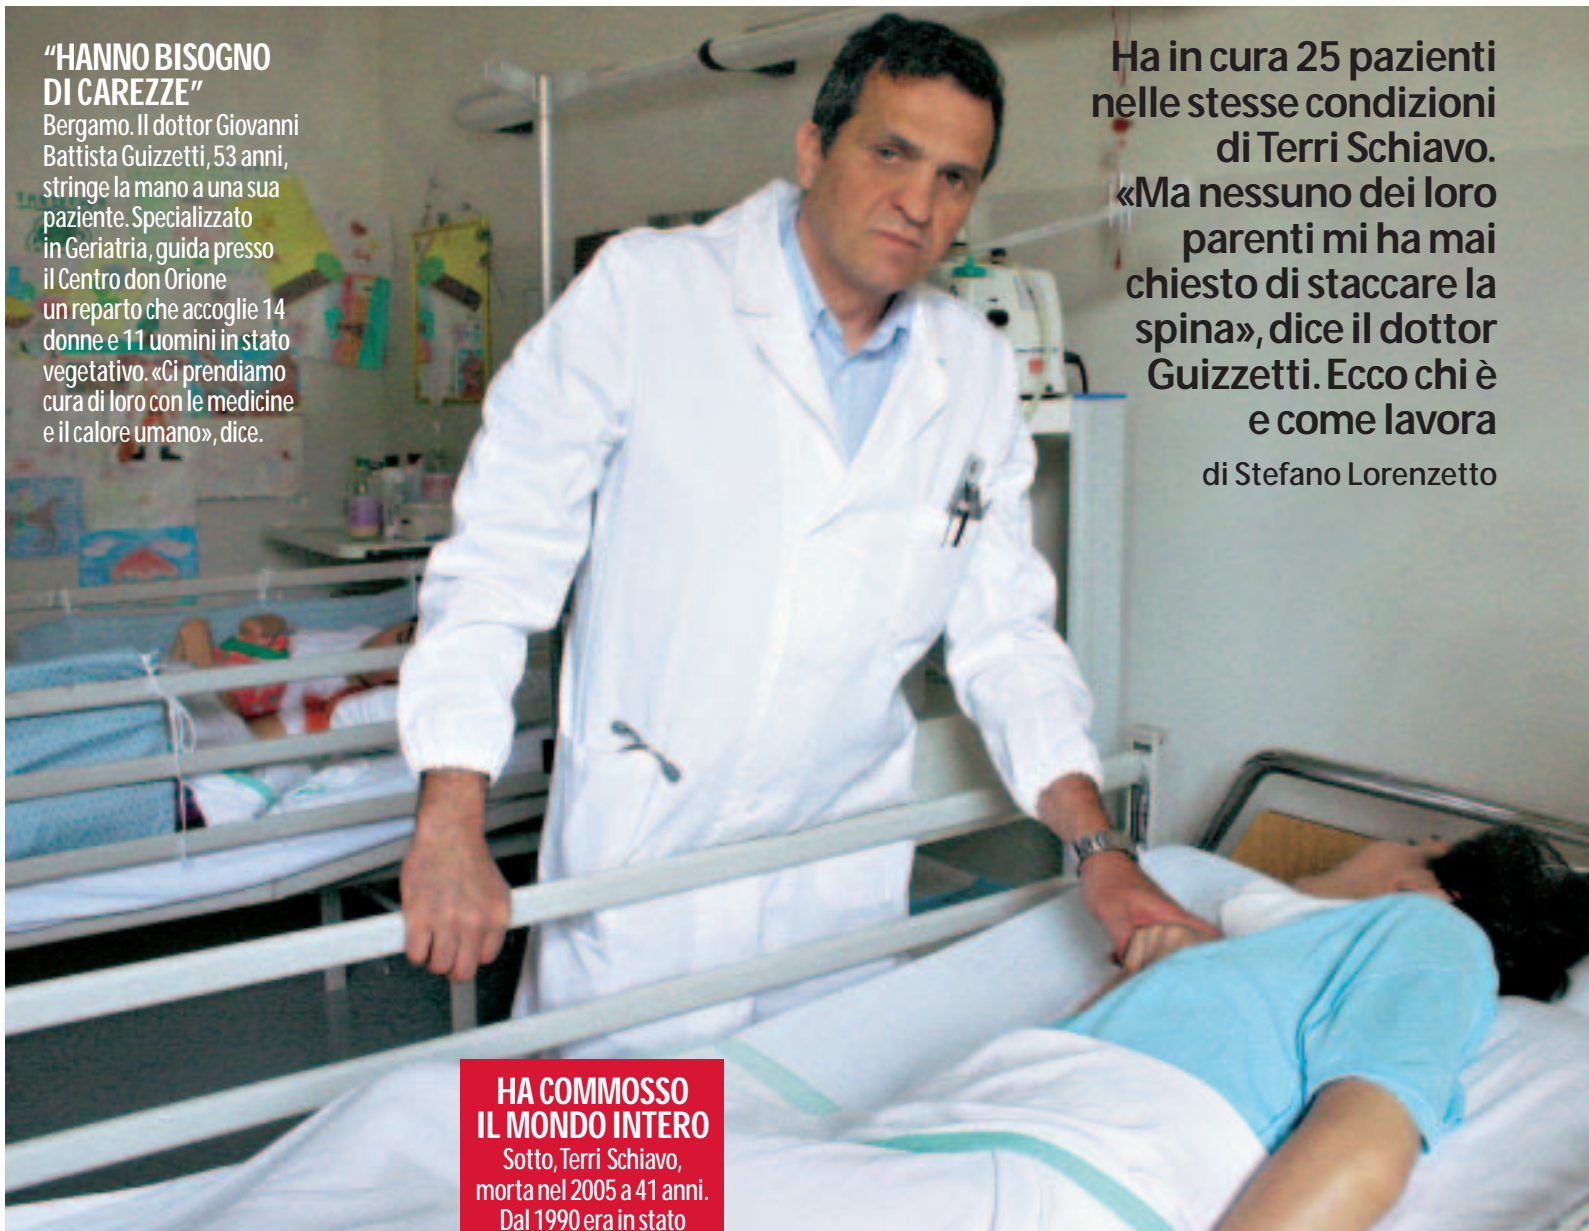 “HANNO BISOGNO
DI CAREZZE”
Bergamo. Il dottor Giovanni
Battista Guizzetti, 53 anni,
stringe la mano a una sua
paziente. Specializzato
in Geriatria, guida presso
il Centro don Orione
un reparto che accoglie 14
donne e 11 uomini in stato
vegetativo. «Ci prendiamo
cura di loro con le medicine
e il calore umano», dice.
Ha in cura 25 pazienti
nelle stesse condizioni
di Terri Schiavo.
«Ma nessuno dei loro
parenti mi ha mai
chiesto di staccare la
spina», dice il dottor
Guizzetti. Ecco chi è
e come lavora
di Stefano Lorenzetto
HA COMMOSSO
IL MONDO INTERO
Sotto, Terri Schiavo,
morta nel 2005 a 41 anni.
Dal 1990 era in stato